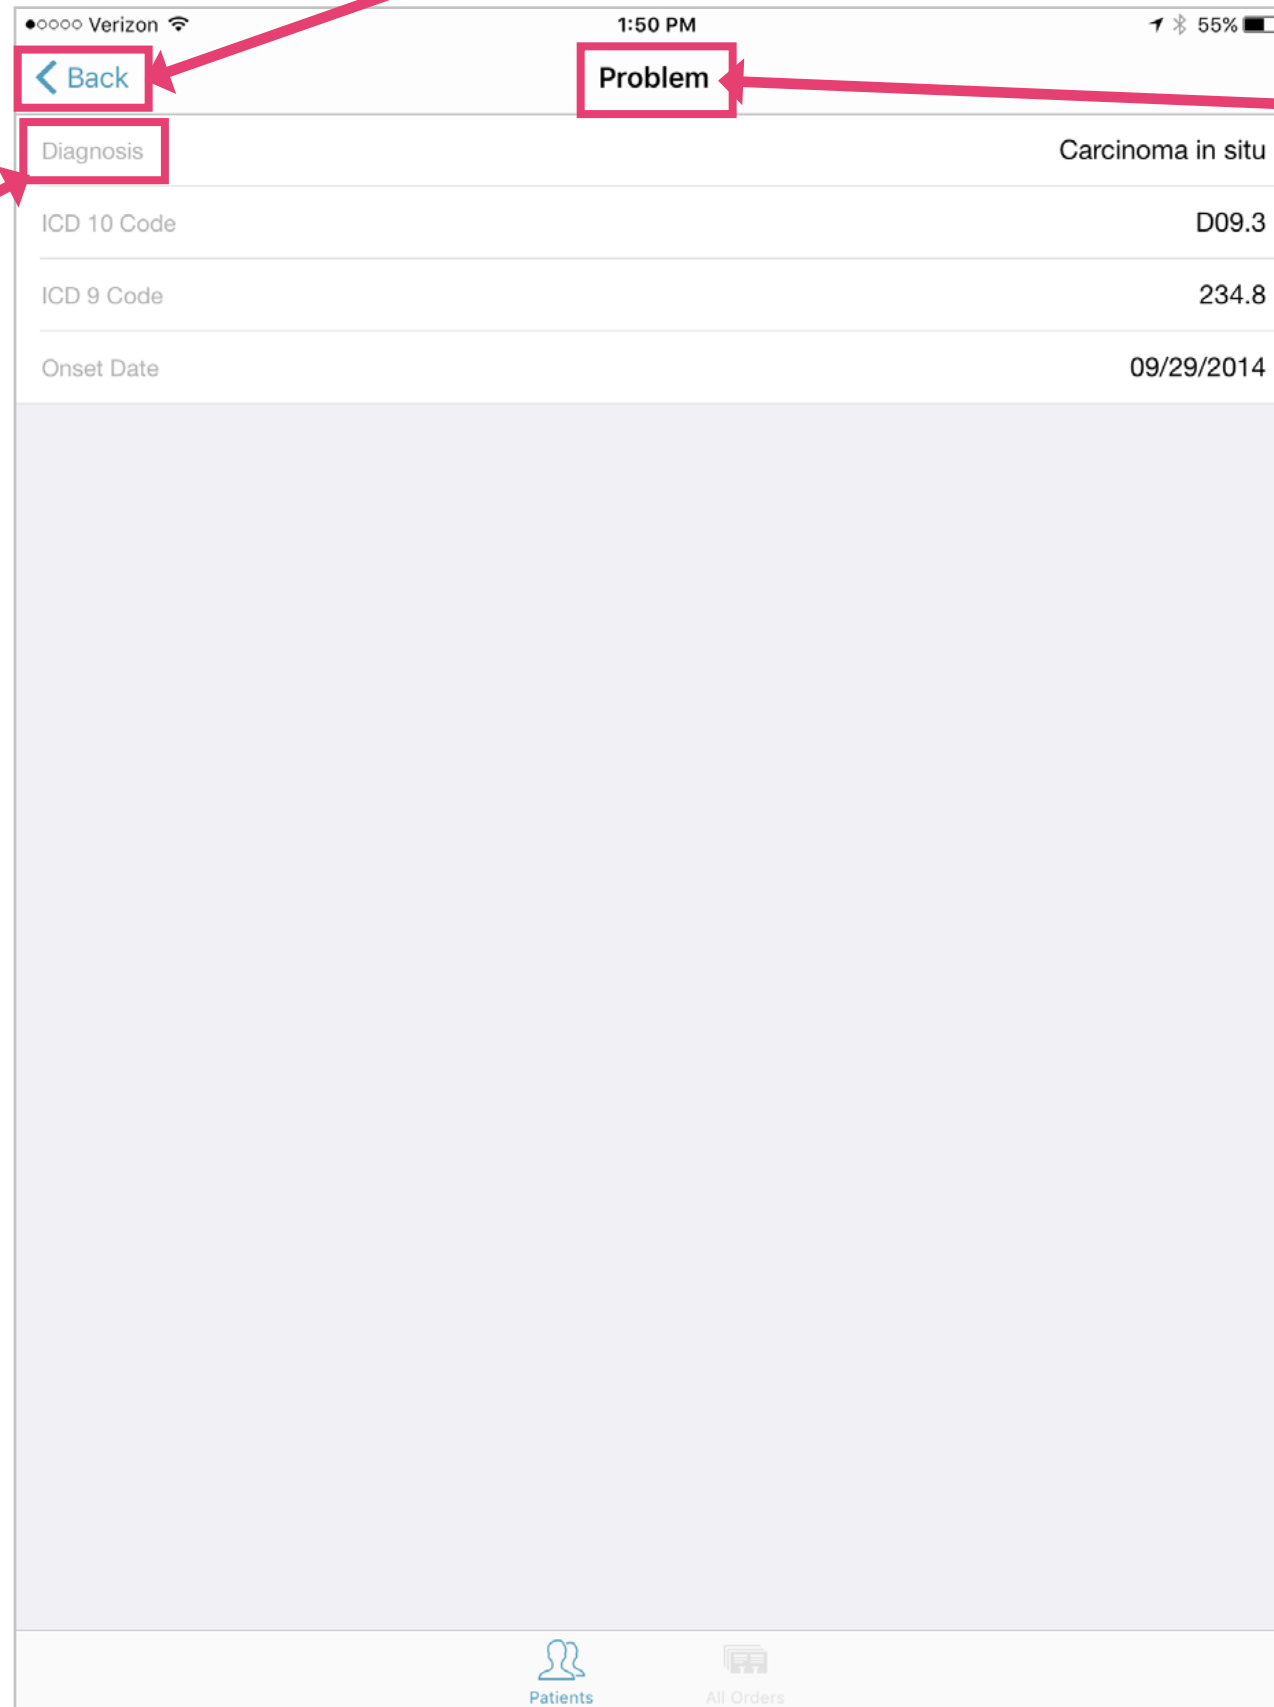 Verizon 1:50 PM 55%
Back Problem
Diagnosis Carcinoma in situ
ICD 10 Code D09.3
ICD 9 Code 234.8
Onset Date 09/29/2014
Patients All Orders